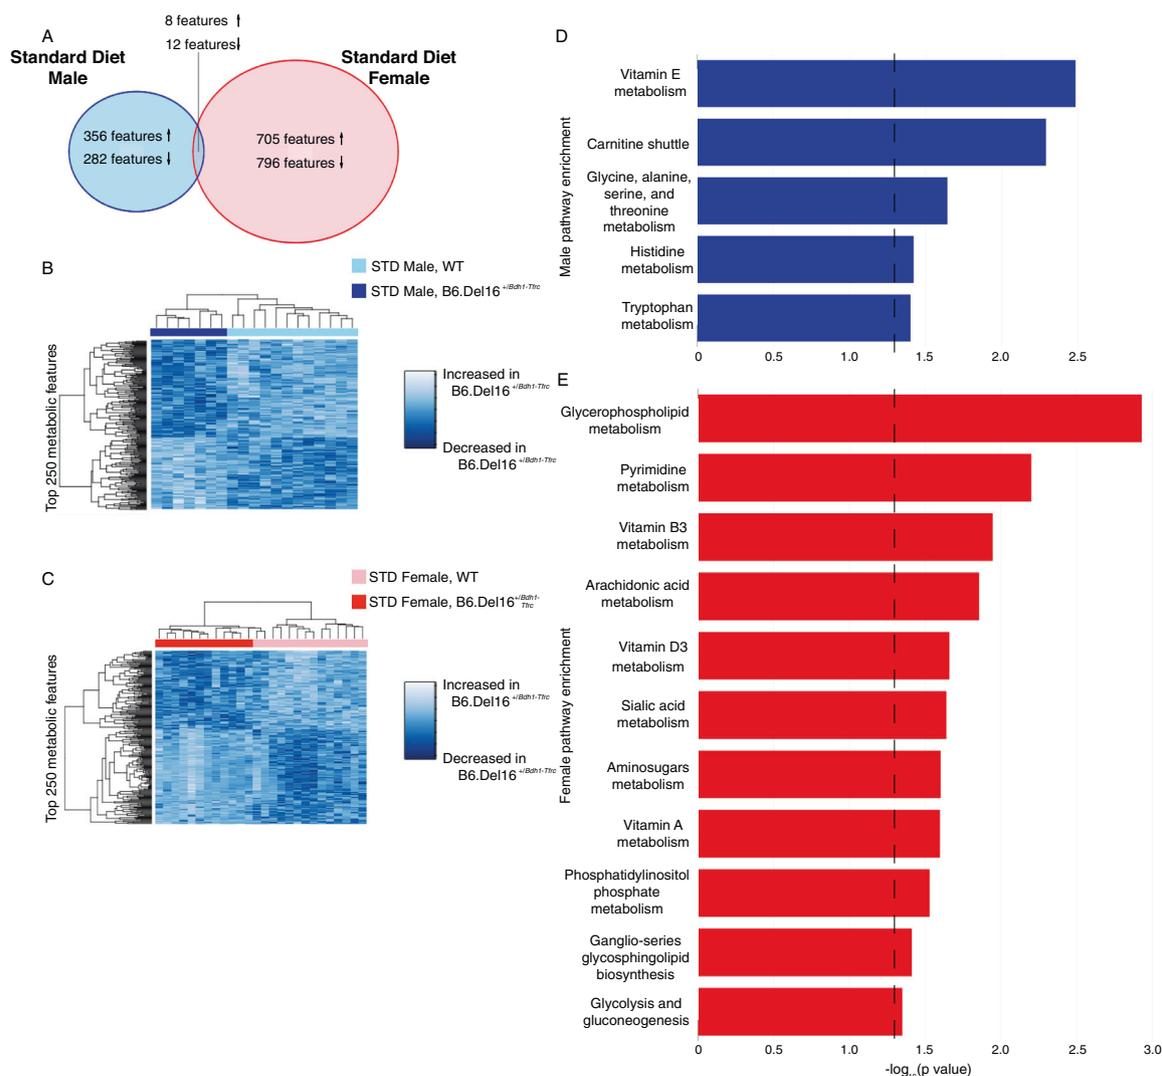 A
8 features ↑
12 features↓
Standard Diet
Male
Standard Diet
Female
356 features ↑
282 features ↓
705 features ↑
796 features ↓
B
STD Male, WT
STD Male, B6.Del16+/Bdh1-Tfrc
Top 250 metabolic features
Increased in
B6.Del16+/Bdh1-Tfrc
Decreased in
B6.Del16+/Bdh1-Tfrc
C
STD Female, WT
STD Female, B6.Del16+/Bdh1-
Tfrc
Top 250 metabolic features
Increased in
B6.Del16+/Bdh1-Tfrc
Decreased in
B6.Del16+/Bdh1-Tfrc
D
Male pathway enrichment
Vitamin E
metabolism
Carnitine shuttle
Glycine, alanine,
serine, and
threonine
metabolism
Histidine
metabolism
Tryptophan
metabolism
0 0.5 1.0 1.5 2.0 2.5
E
Female pathway enrichment
Glycerophospholipid
metabolism
Pyrimidine
metabolism
Vitamin B3
metabolism
Arachidonic acid
metabolism
Vitamin D3
metabolism
Sialic acid
metabolism
Aminosugars
metabolism
Vitamin A
metabolism
Phosphatidylinositol
phosphate
metabolism
Ganglio-series
glycosphingolipid
biosynthesis
Glycolysis and
gluconeogenesis
0 0.5 1.0 1.5 2.0 2.5 3.0
-log10(p value)